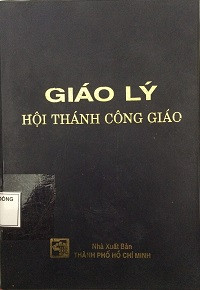 GIÁO LÝ
HỘI THÁNH CÔNG GIÁO
ÔNG
Nhà Xuất Bản
THÀNH PHỐ HỒ CHÍ MINH